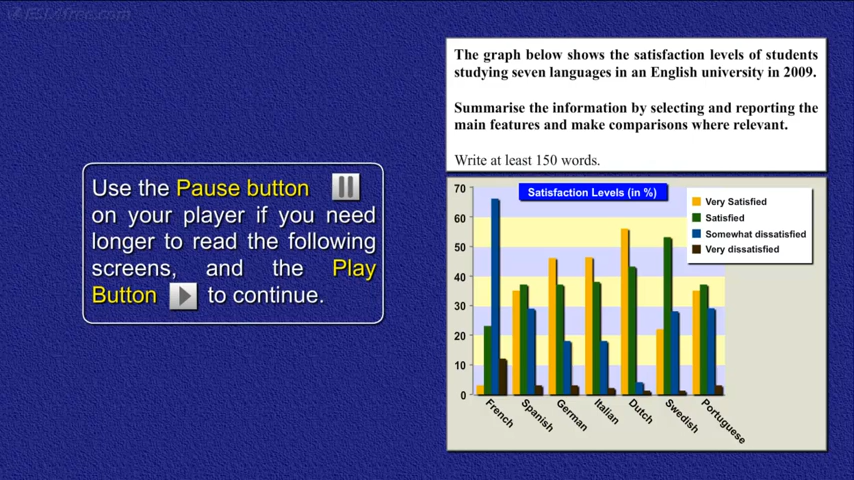 ESL4free.com
Use the Pause button
on your player if you need
longer to read the following
screens, and the Play
Button to continue.
The graph below shows the satisfaction levels of students
studying seven languages in an English university in 2009.
Summarise the information by selecting and reporting the
main features and make comparisons where relevant.
Write at least 150 words.
Satisfaction Levels (in %)
Very Satisfied
Satisfied
Somewhat dissatisfied
Very dissatisfied
70
60
50
40
30
20
10
0
French
Spanish
German
Italian
Dutch
Swedish
Portuguese